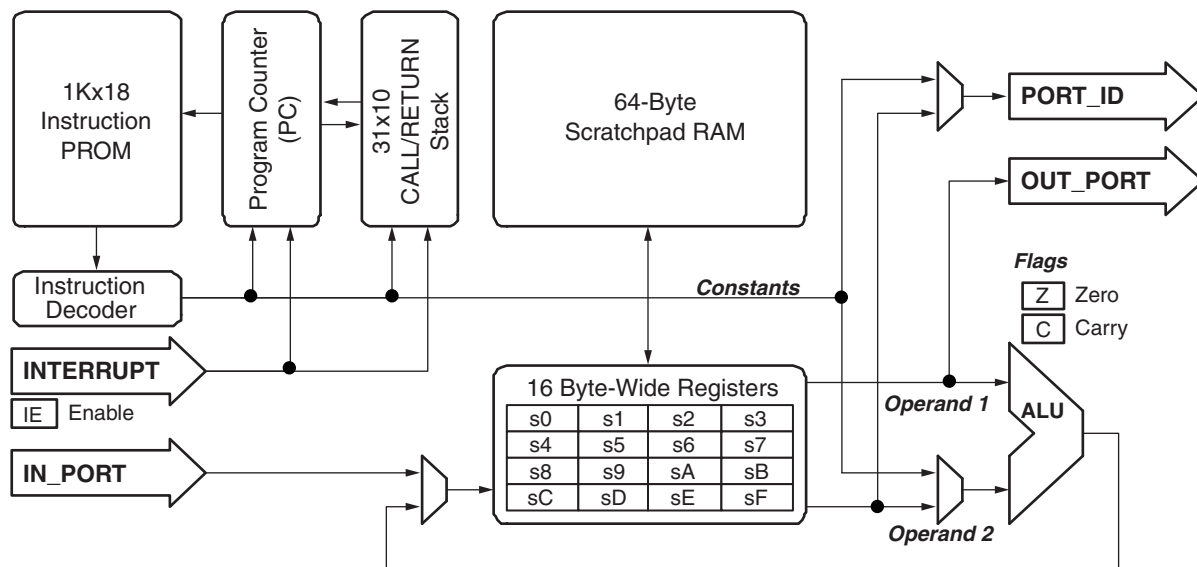 1Kx18
Instruction
PROM
Program Counter
(PC)
31x10
CALL/RETURN
Stack
64-Byte
Scratchpad RAM
PORT_ID
OUT_PORT
Instruction
Decoder
Constants
Flags
Z Zero
C Carry
INTERRUPT
IE Enable
IN_PORT
16 Byte-Wide Registers
s0 s1 s2 s3
s4 s5 s6 s7
s8 s9 sA sB
sC sD sE sF
Operand 1
ALU
Operand 2